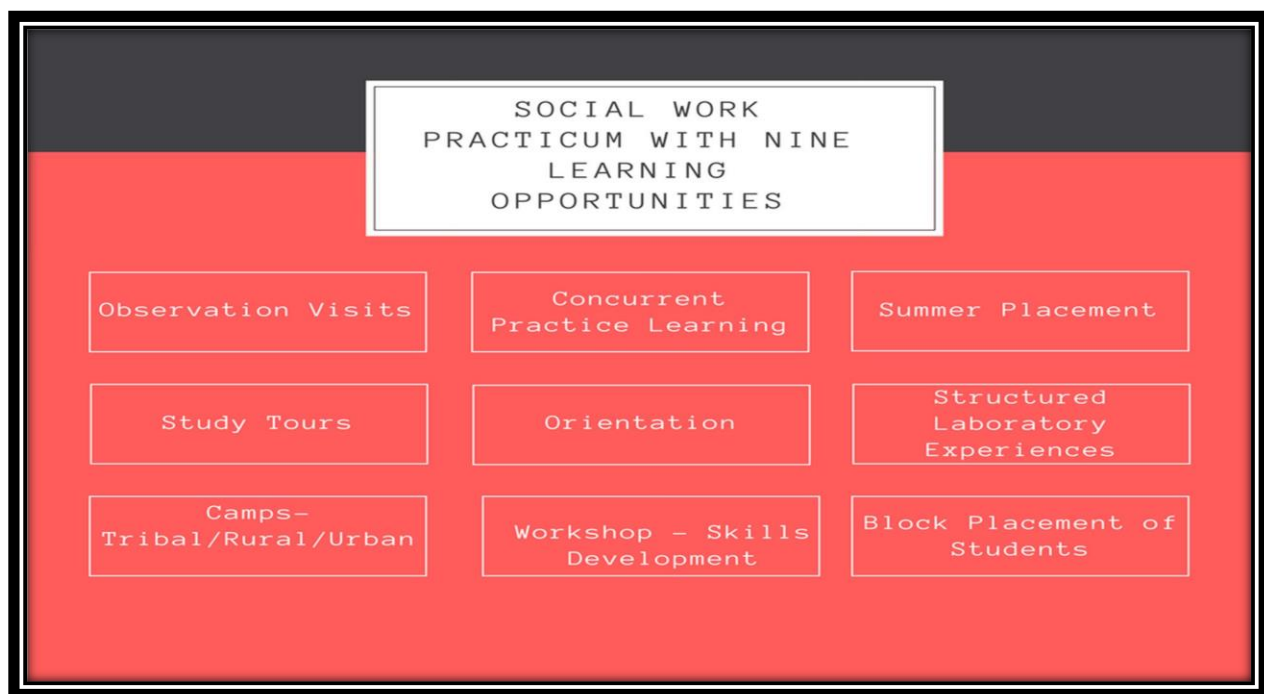 SOCIAL WORK
PRACTICUM WITH NINE
LEARNING
OPPORTUNITIES
Observation Visits
Concurrent
Practice Learning
Summer Placement
Study Tours
Orientation
Structured
Laboratory
Experiences
Camps–
Tribal/Rural/Urban
Workshop – Skills
Development
Block Placement of
Students